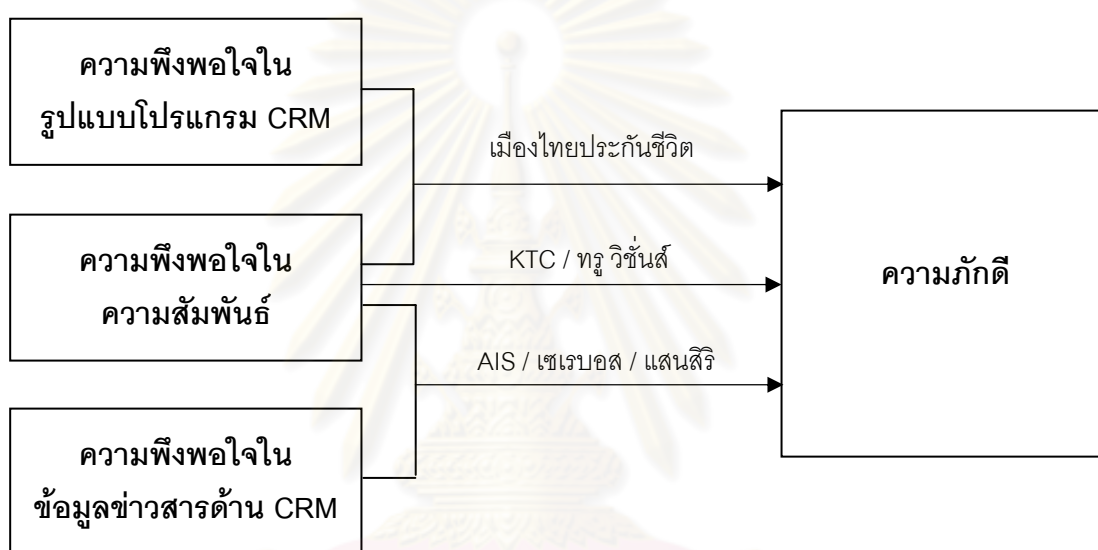 ความพึงพอใจใน
รูปแบบโปรแกรม CRM
เมืองไทยประกันชีวิต
ความพึงพอใจใน
ความสัมพันธ์
KTC / ทรู วิชั่นส์
ความภักดี
AIS / เซเรบอส / แสนสิริ
ความพึงพอใจใน
ข้อมูลข่าวสารด้าน CRM